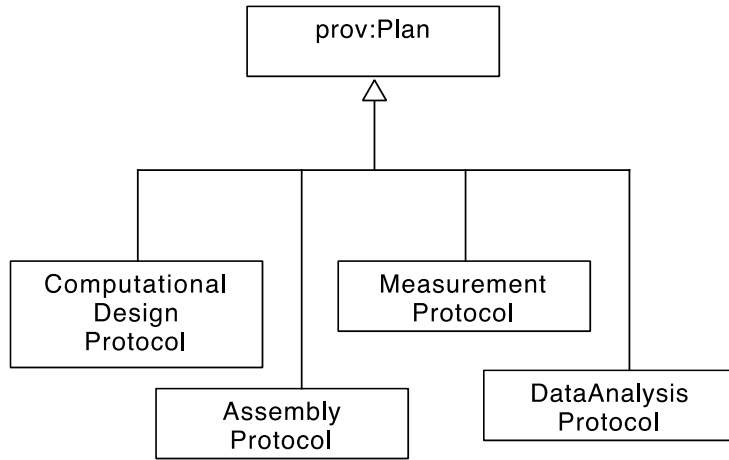 prov:Plan
Computational
Design
Protocol
Measurement
Protocol
Assembly
Protocol
DataAnalysis
Protocol